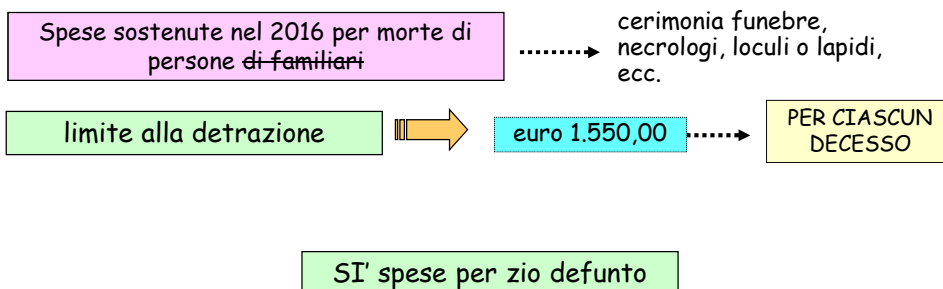 Spese sostenute nel 2016 per morte di
persone di familiari
cerimonia funebre,
necrologi, loculi o lapidi,
ecc.
limite alla detrazione
euro 1.550,00
PER CIASCUN
DECESSO
SI’ spese per zio defunto